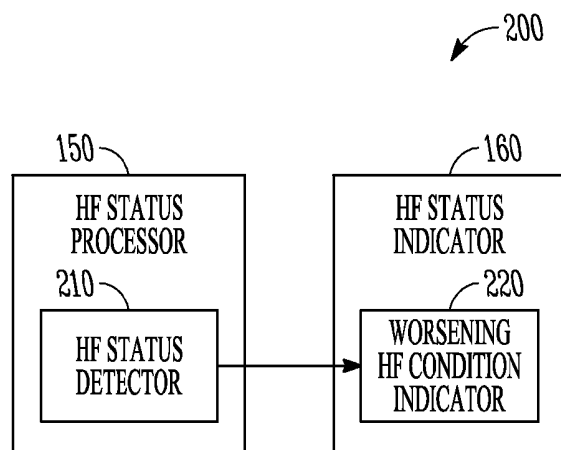 200
150
160
HF STATUS
PROCESSOR
HF STATUS
INDICATOR
210
220
HF STATUS
DETECTOR
WORSENING
HF CONDITION
INDICATOR